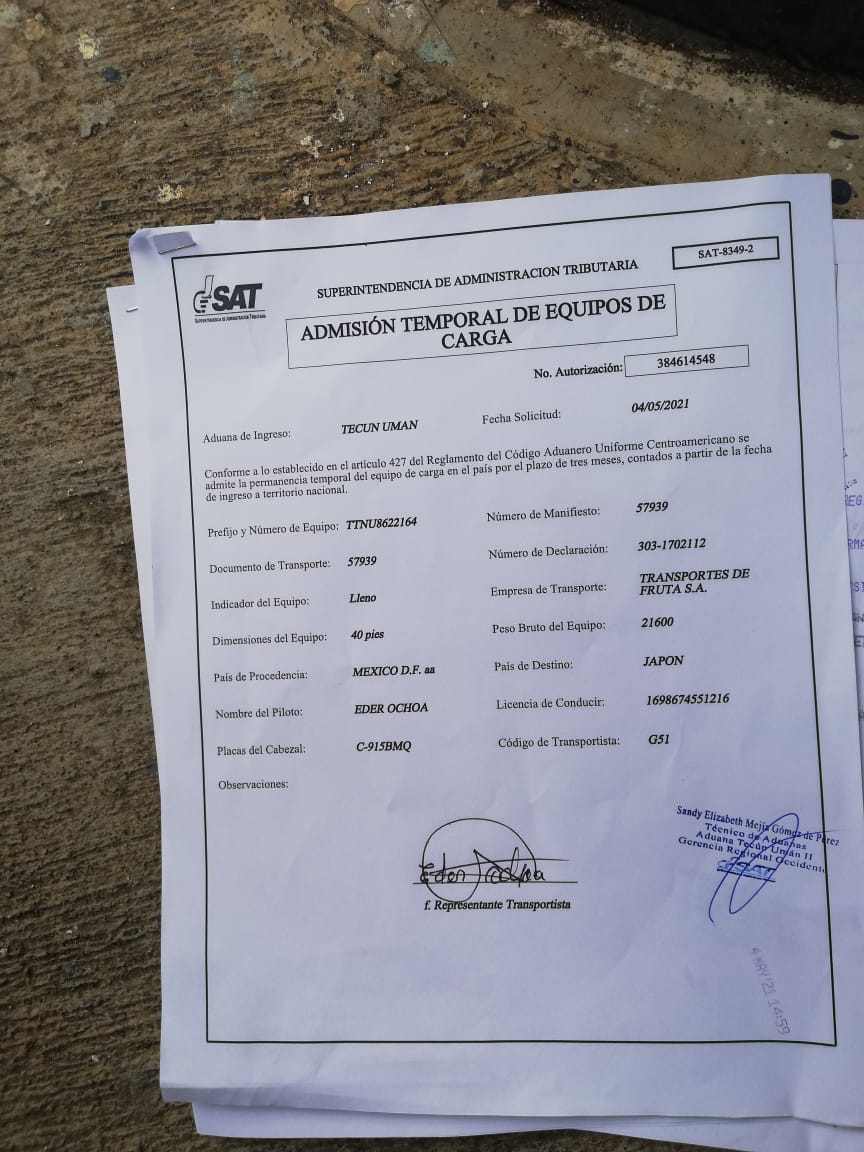 SAT-8349-2
SAT
SUPERINTENDENCIA DE ADMINISTRACIÓN TRIBUTARIA
SUPERINTENDENCIA DE ADMINISTRACION TRIBUTARIA
ADMISIÓN TEMPORAL DE EQUIPOS DE
CARGA
No. Autorización: 384614548
Aduana de Ingreso: TECUN UMAN Fecha Solicitud: 04/05/2021
Conforme a lo establecido en el articulo 427 del Reglamento del Código Aduanero Uniforme Centroamericano se
admite la permanencia temporal del equipo de carga en el país por el plazo de tres meses, contados a partir de la fecha
de ingreso a territorio nacional.
Prefijo y Número de Equipo: TTNU8622164 Número de Manifiesto: 57939
Documento de Transporte: 57939 Número de Declaración: 303-1702112
Indicador del Equipo: Lleno Empresa de Transporte: TRANSPORTES DE
FRUTA S.A.
Dimensiones del Equipo: 40 pies Peso Bruto del Equipo: 21600
País de Procedencia: MEXICO D.F. aa País de Destino: JAPON
Nombre del Piloto: EDER OCHOA Licencia de Conducir: 1698674551216
Placas del Cabezal: C-915BMQ Código de Transportista: G51
Observaciones:
Eder
f. Representante Transportista
Sandy Elizabeth Mejía Gómez de Pérez
Técnico de Aduanas
Aduana Tecún Umán II
Gerencia Regional Occidente
SAT
4 MAY '21 14:59